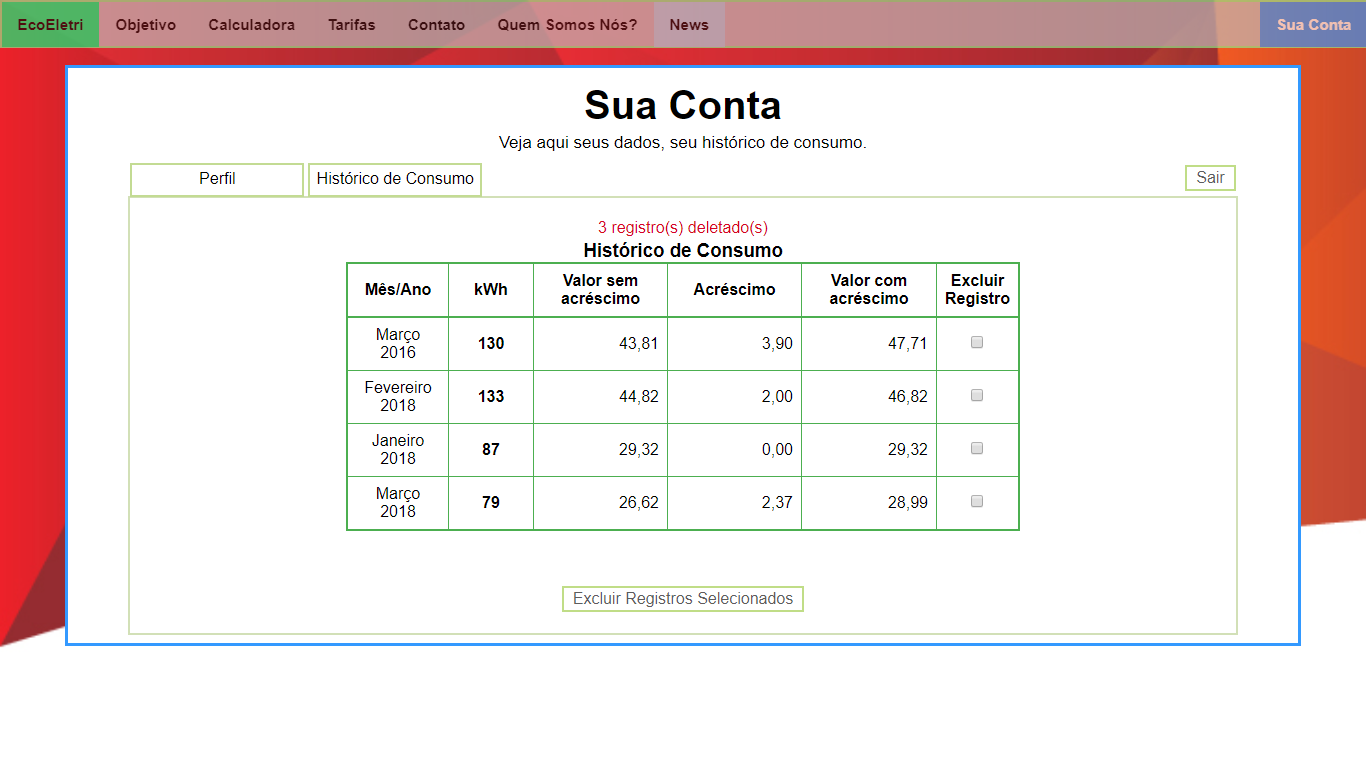 EcoEletri Objetivo Calculadora Tarifas Contato Quem Somos Nós? News Sua Conta
Sua Conta
Veja aqui seus dados, seu histórico de consumo.
Perfil Histórico de Consumo Sair
3 registro(s) deletado(s)
Histórico de Consumo
Mês/Ano kWh Valor sem acréscimo Acréscimo Valor com acréscimo Excluir Registro
Março 2016 130 43,81 3,90 47,71
Fevereiro 2018 133 44,82 2,00 46,82
Janeiro 2018 87 29,32 0,00 29,32
Março 2018 79 26,62 2,37 28,99
Excluir Registros Selecionados